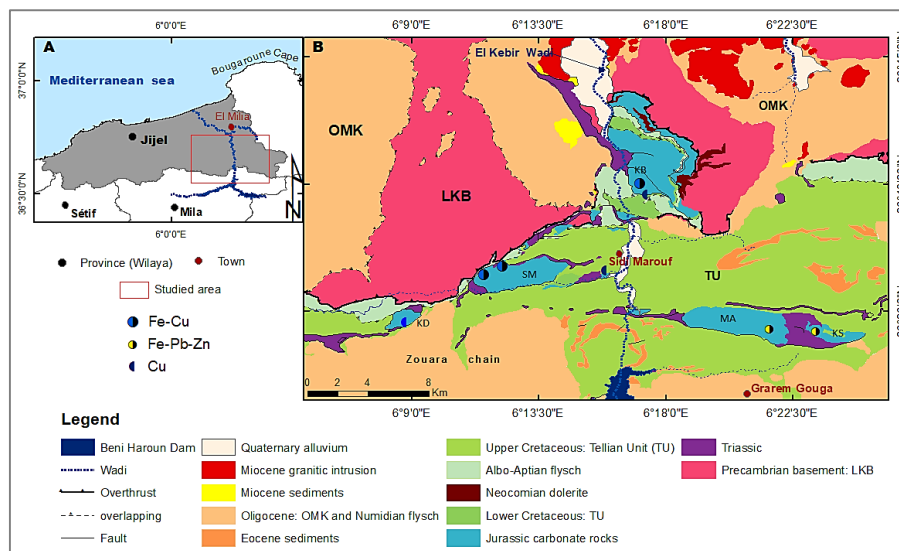 A
6°0'0"E
Bougaroune Cape
37°0'0"N
Mediterranean sea
El Milia
Jijel
36°30'0"N
Sétif
Mila
6°0'0"E
N
Province (Wilaya)
Town
Studied area
Fe-Cu
Fe-Pb-Zn
Cu
6°9'0"E
6°13'30"E
6°18'0"E
6°22'30"E
B
El Kebir Wadi
OMK
OMK
KB
LKB
Sidi Marouf
SM
TU
KD
MA
KS
Zouara chain
0 2 4 8
Km
Grarem Gouga
6°9'0"E
6°13'30"E
6°18'0"E
6°22'30"E
Legend
Beni Haroun Dam
Wadi
Overthrust
overlapping
Fault
Quaternary alluvium
Miocene granitic intrusion
Miocene sediments
Oligocene: OMK and Numidian flysch
Eocene sediments
Upper Cretaceous: Tellian Unit (TU)
Albo-Aptian flysch
Neocomian dolerite
Lower Cretaceous: TU
Jurassic carbonate rocks
Triassic
Precambrian basement: LKB